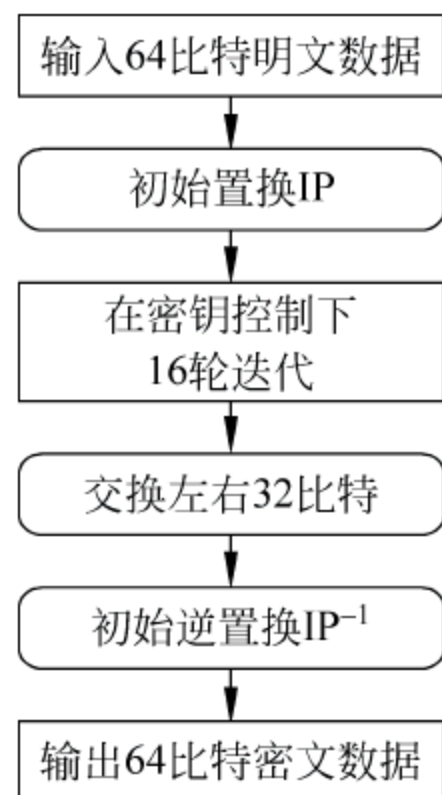 输入64比特明文数据
初始置换IP
在密钥控制下
16轮迭代
交换左右32比特
初始逆置换IP⁻¹
输出64比特密文数据